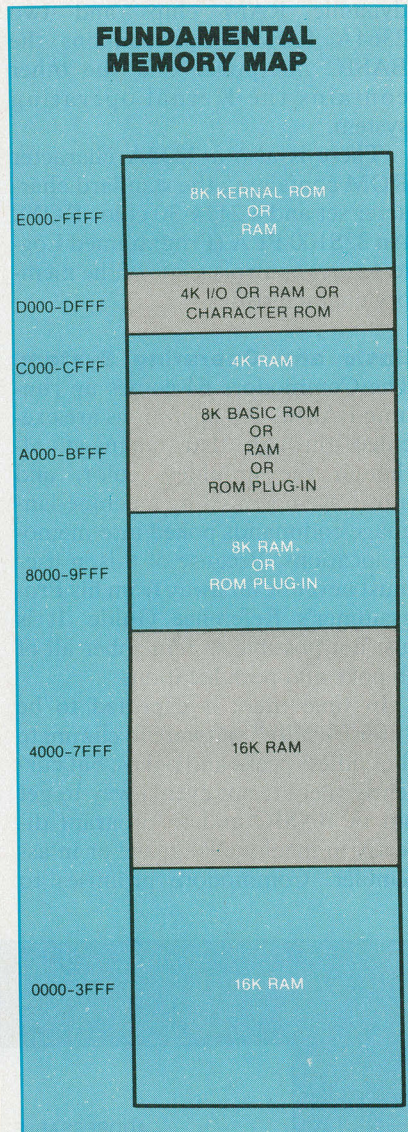 FUNDAMENTAL
MEMORY MAP
E000-FFFF
8K KERNAL ROM
OR
RAM
D000-DFFF
4K I/O OR RAM OR
CHARACTER ROM
C000-CFFF
4K RAM
A000-BFFF
8K BASIC ROM
OR
RAM
OR
ROM PLUG-IN
8000-9FFF
8K RAM
OR
ROM PLUG-IN
4000-7FFF
16K RAM
0000-3FFF
16K RAM